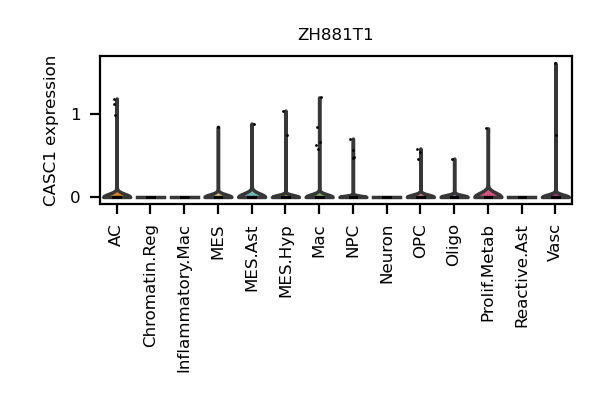 ZH881T1
CASC1 expression
1
0
AC
Chromatin.Reg
Inflammatory.Mac
MES
MES.Ast
MES.Hyp
Mac
NPC
Neuron
OPC
Oligo
Prolif.Metab
Reactive.Ast
Vasc